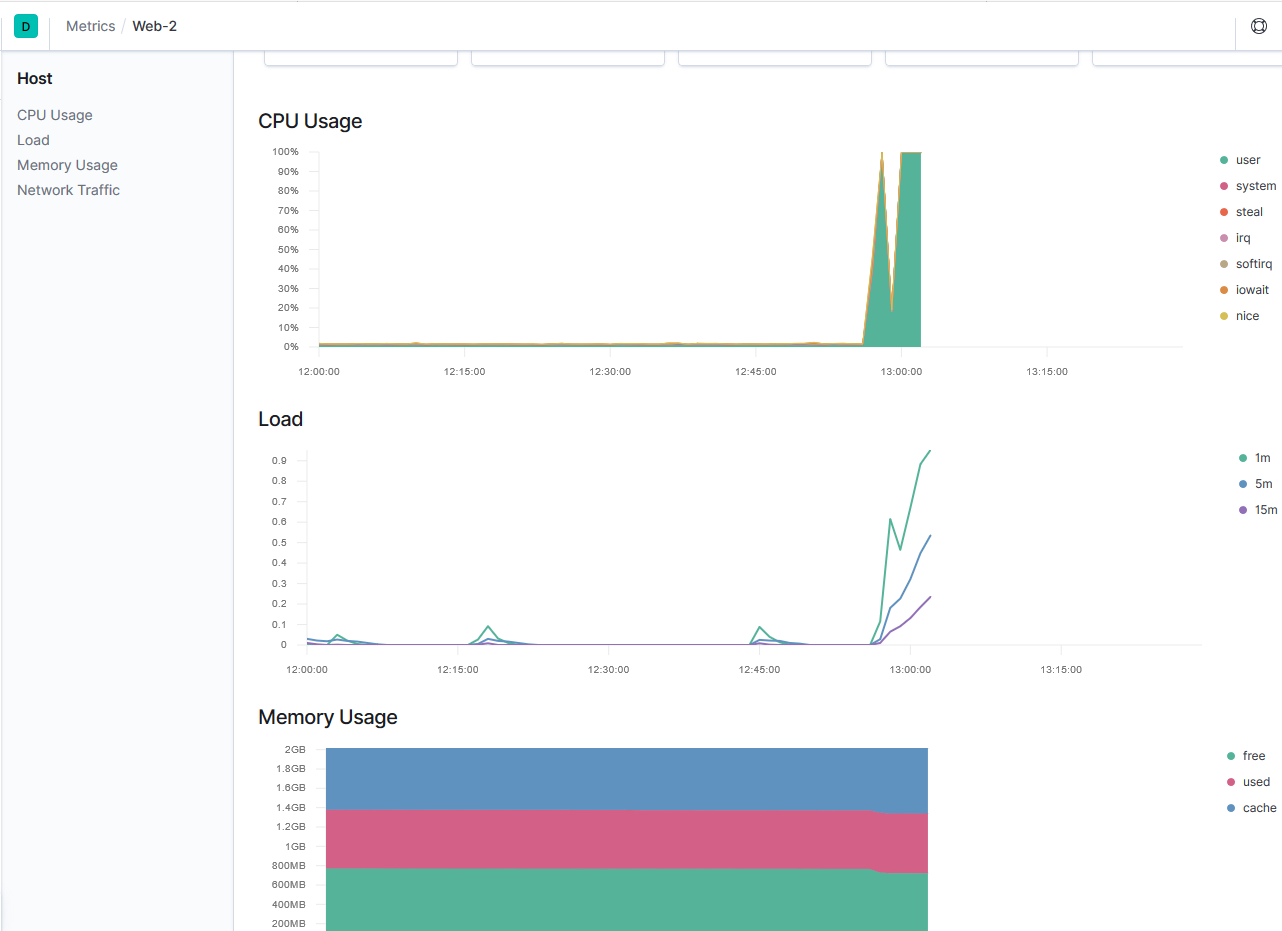 D Metrics / Web-2
Host
CPU Usage
Load
Memory Usage
Network Traffic
CPU Usage
100%
90%
80%
70%
60%
50%
40%
30%
20%
10%
0%
12:00:00 12:15:00 12:30:00 12:45:00 13:00:00 13:15:00
user
system
steal
irq
softirq
iowait
nice
Load
0.9
0.8
0.7
0.6
0.5
0.4
0.3
0.2
0.1
0
12:00:00 12:15:00 12:30:00 12:45:00 13:00:00 13:15:00
1m
5m
15m
Memory Usage
2GB
1.8GB
1.6GB
1.4GB
1.2GB
1GB
800MB
600MB
400MB
200MB
free
used
cache